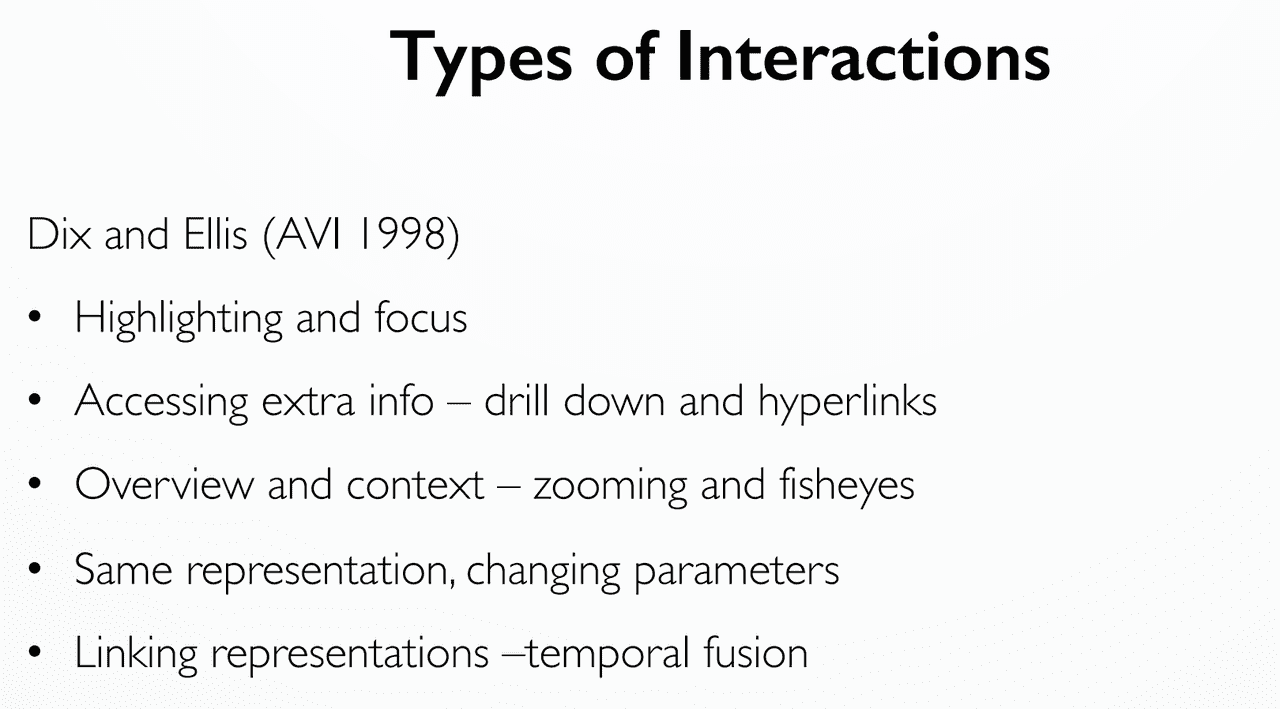 Types of Interactions
Dix and Ellis (AVI 1998)
• Highlighting and focus
• Accessing extra info – drill down and hyperlinks
• Overview and context – zooming and fisheyes
• Same representation, changing parameters
• Linking representations –temporal fusion